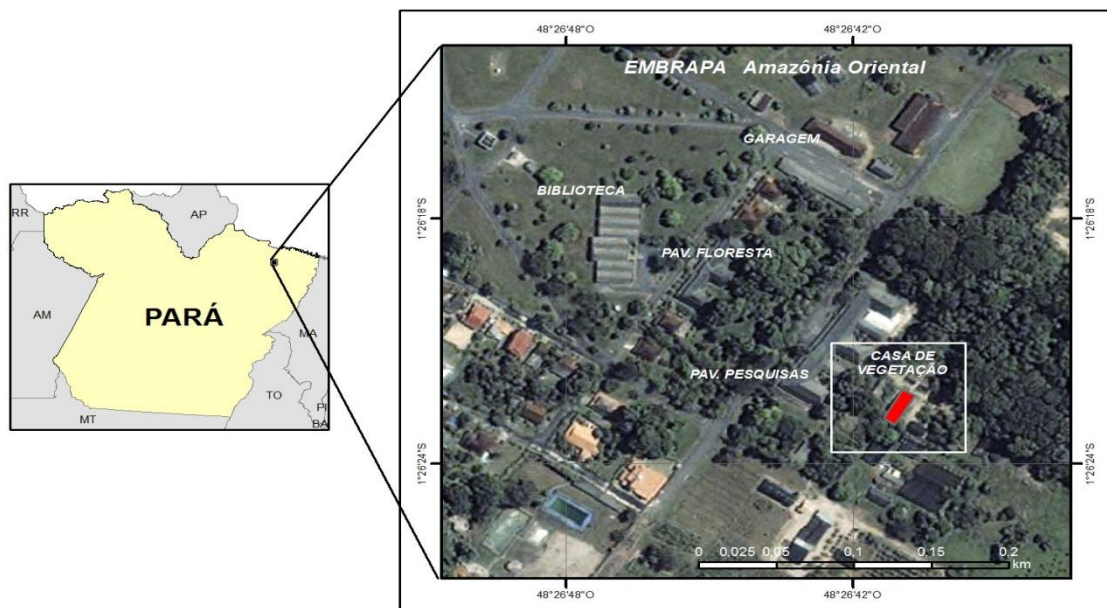 RR
AP
AM
PARÁ
MA
TO
PI
BA
MT
48°26'48"O
48°26'42"O
EMBRAPA Amazônia Oriental
GARAGEM
BIBLIOTECA
1°26'18"S
1°26'18"S
PAV. FLORESTA
CASA DE
VEGETAÇÃO
PAV. PESQUISAS
1°26'24"S
1°26'24"S
0 0,025 0,05 0,1 0,15 0,2
km
48°26'48"O
48°26'42"O